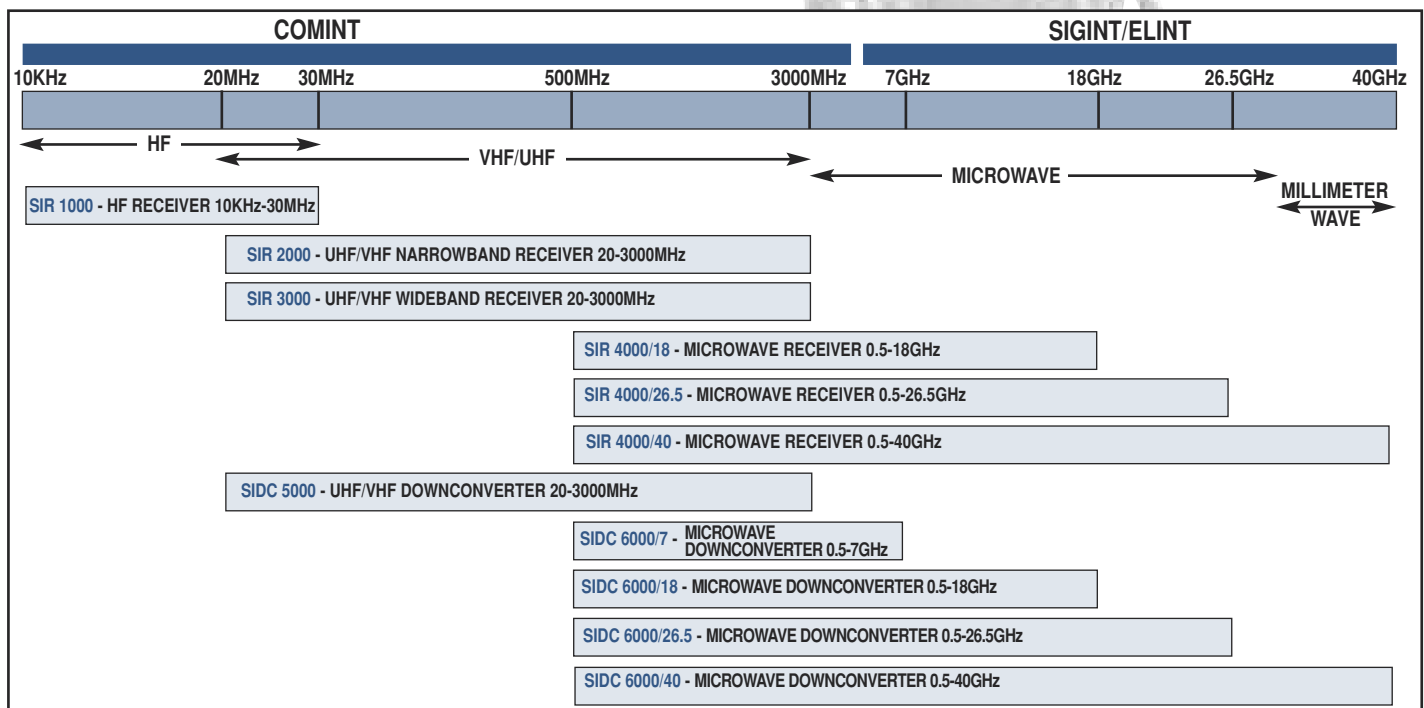 COMINT
SIGINT/ELINT
10KHz 20MHz 30MHz 500MHz 3000MHz 7GHz 18GHz 26.5GHz 40GHz
HF
VHF/UHF
MICROWAVE
MILLIMETER
WAVE
SIR 1000 - HF RECEIVER 10KHz-30MHz
SIR 2000 - UHF/VHF NARROWBAND RECEIVER 20-3000MHz
SIR 3000 - UHF/VHF WIDEBAND RECEIVER 20-3000MHz
SIR 4000/18 - MICROWAVE RECEIVER 0.5-18GHz
SIR 4000/26.5 - MICROWAVE RECEIVER 0.5-26.5GHz
SIR 4000/40 - MICROWAVE RECEIVER 0.5-40GHz
SIDC 5000 - UHF/VHF DOWNCONVERTER 20-3000MHz
SIDC 6000/7 - MICROWAVE
DOWNCONVERTER 0.5-7GHz
SIDC 6000/18 - MICROWAVE DOWNCONVERTER 0.5-18GHz
SIDC 6000/26.5 - MICROWAVE DOWNCONVERTER 0.5-26.5GHz
SIDC 6000/40 - MICROWAVE DOWNCONVERTER 0.5-40GHz